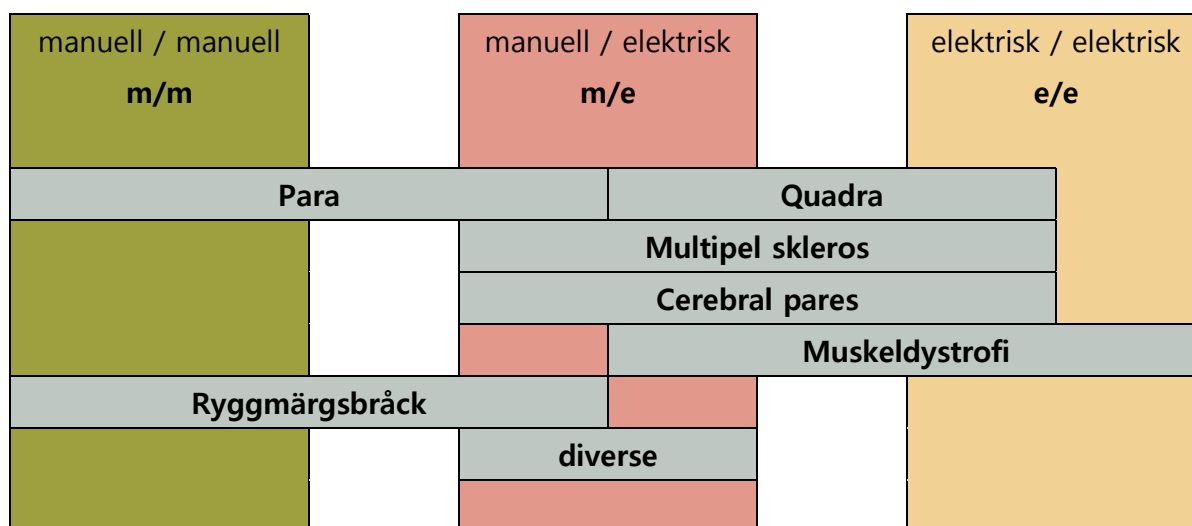 manuell / manuell
m/m
manuell / elektrisk
m/e
elektrisk / elektrisk
e/e
Para
Quadra
Multipel skleros
Cerebral pares
Muskeldystrofi
Ryggmärgsbråck
diverse